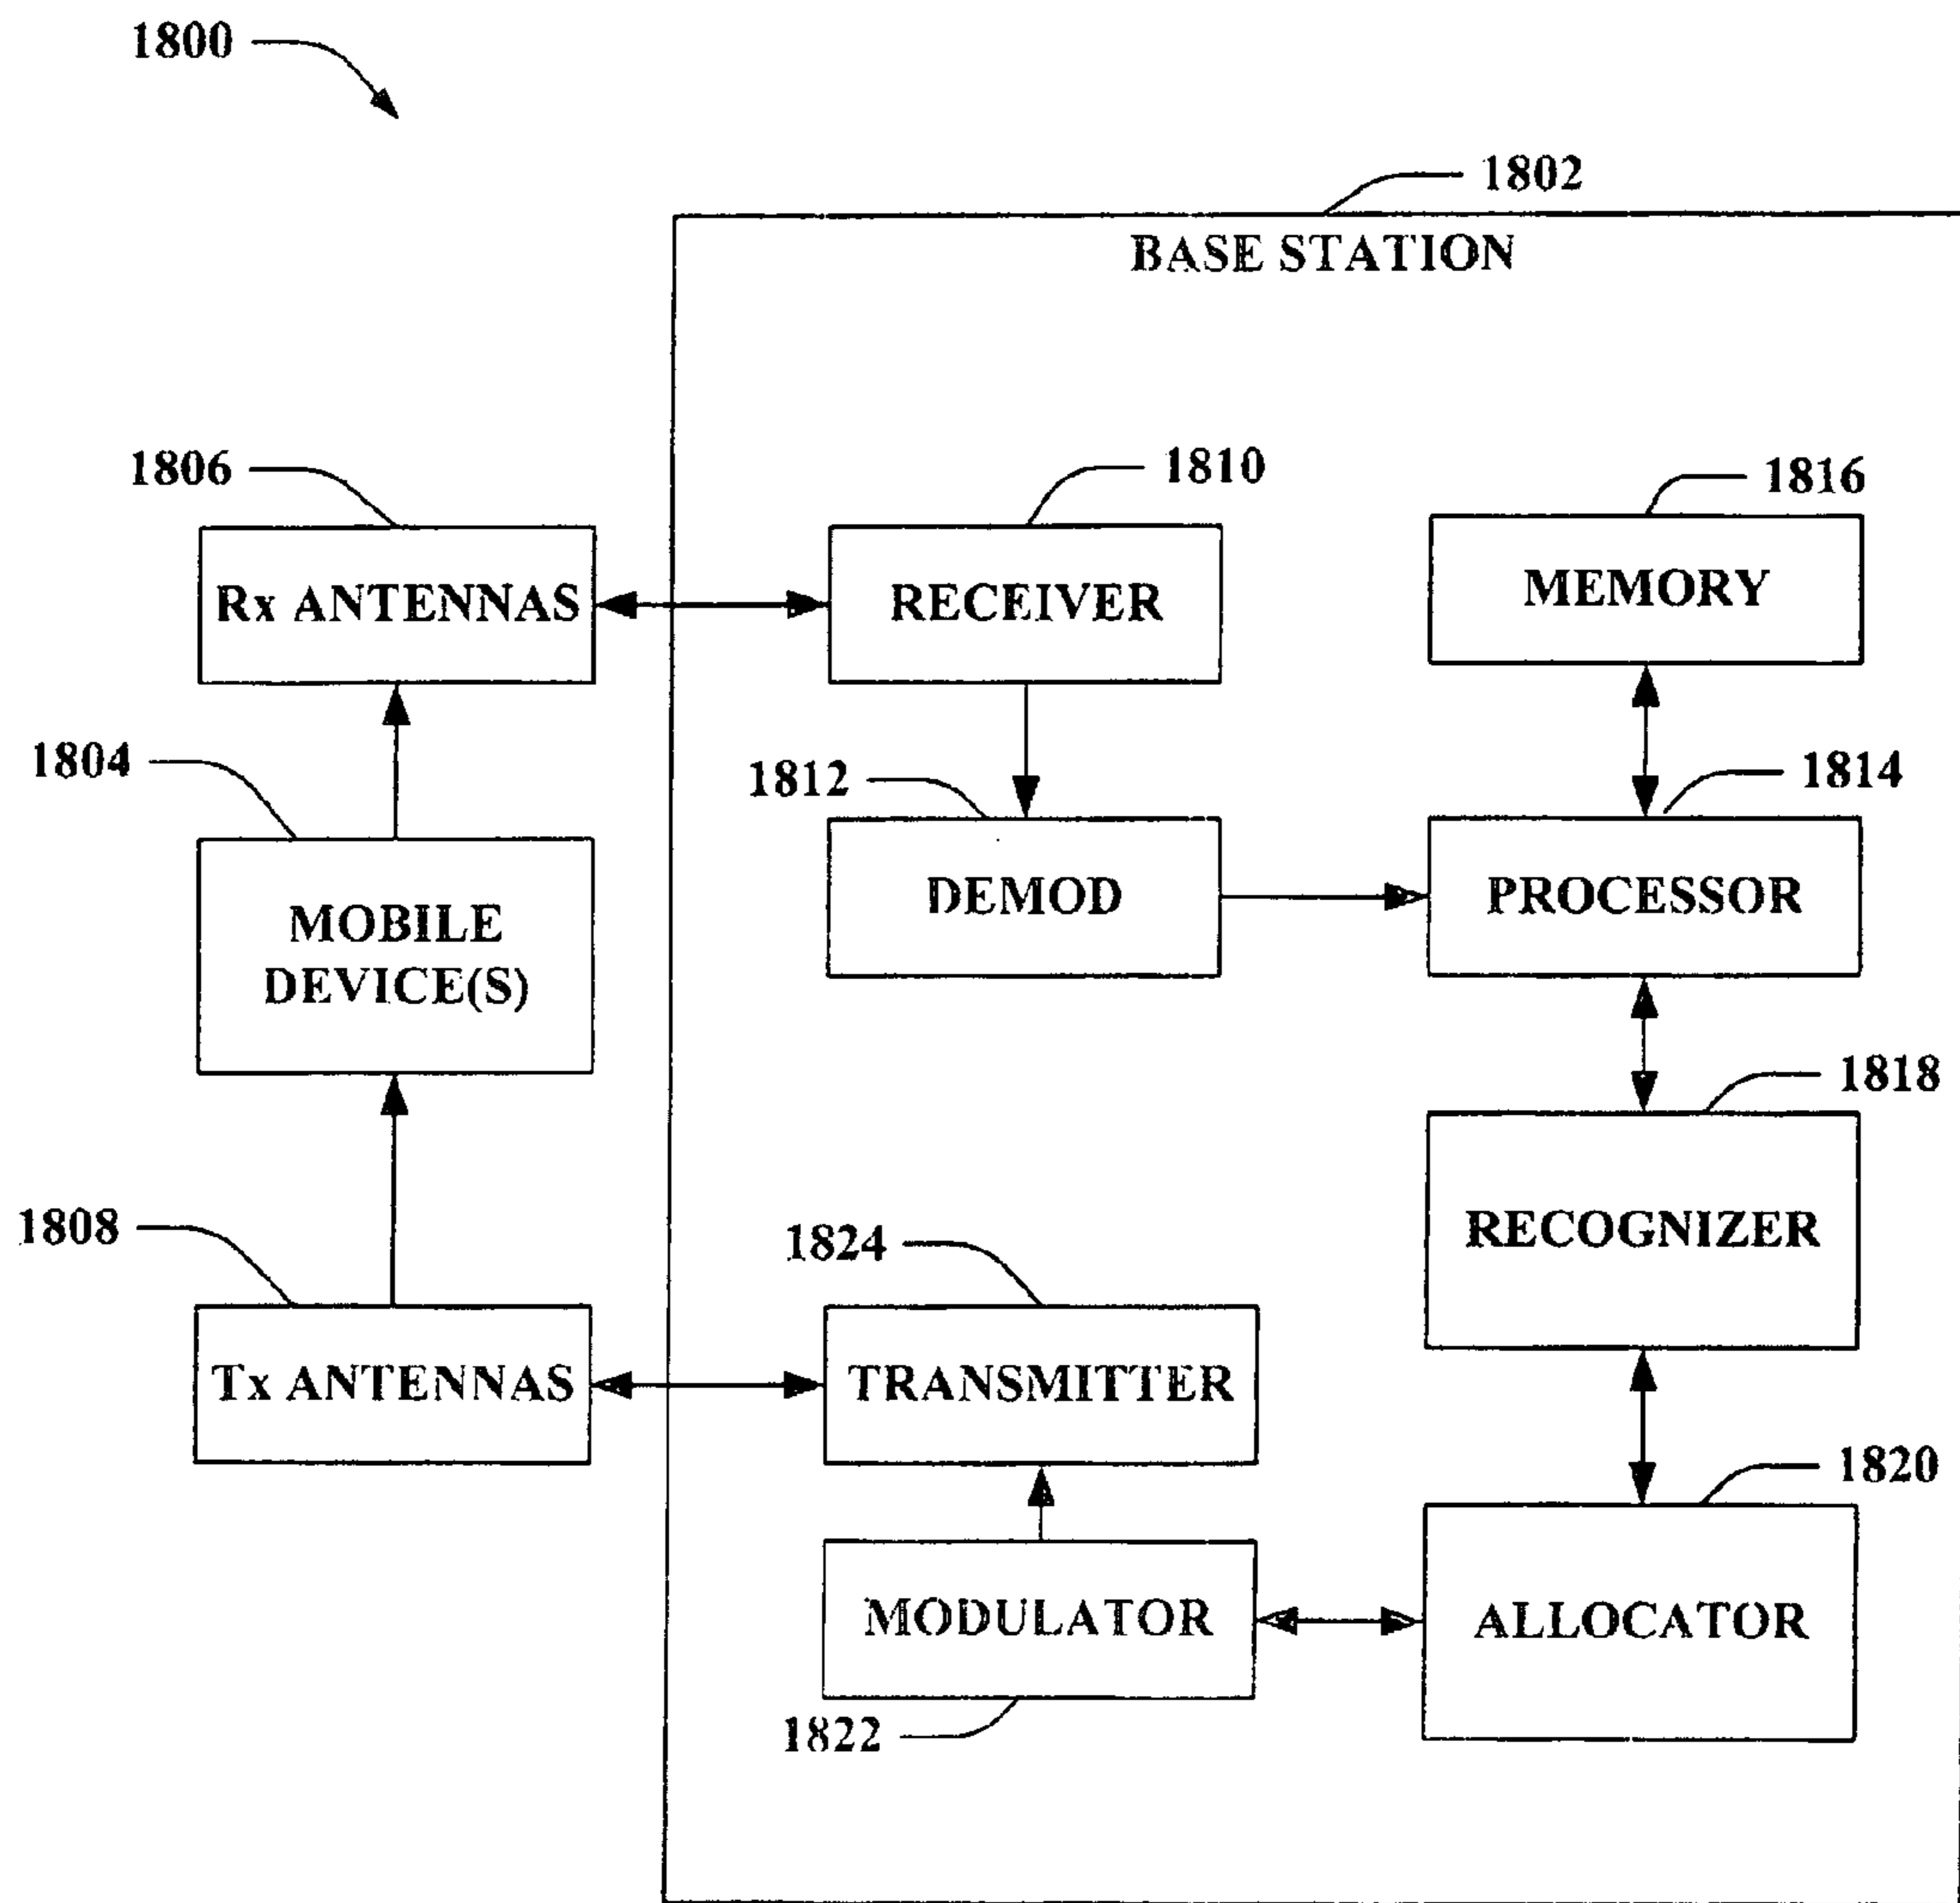 1800
1802
BASE STATION
1806
1810
1816
Rx ANTENNAS
RECEIVER
MEMORY
1804
1812
1814
MOBILE
DEVICE(S)
DEMOD
PROCESSOR
1818
1808
1824
RECOGNIZER
Tx ANTENNAS
TRANSMITTER
1820
MODULATOR
ALLOCATOR
1822